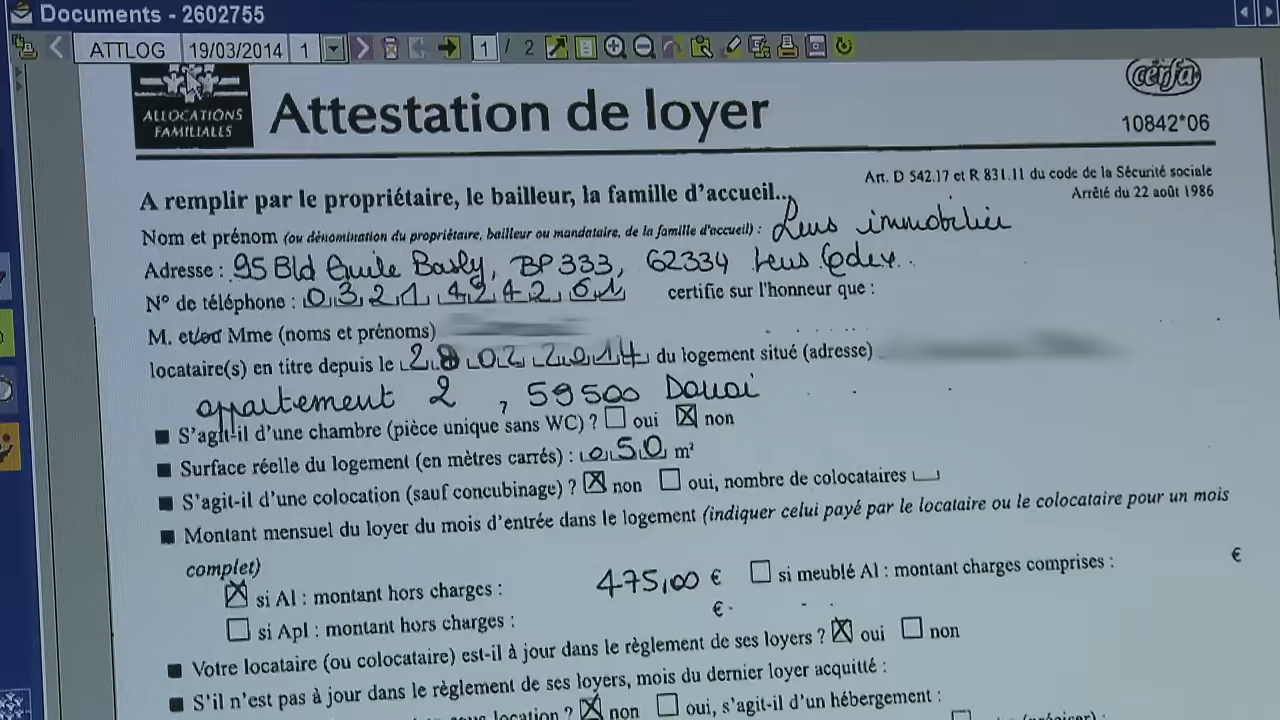 Documents - 2602755
ATTLOG 19/03/2014 1 1 / 2
ALLOCATIONS
FAMILIALES
Attestation de loyer
cerfa
10842*06
Art. D 542.17 et R 831.11 du code de la Sécurité sociale
Arrêté du 22 août 1986
A remplir par le propriétaire, le bailleur, la famille d'accueil...
Nom et prénom (ou dénomination du propriétaire, bailleur ou mandataire, de la famille d'accueil) : Lens immobilier
Adresse : 95 Bld Emile Basly, BP 333, 62334 Lens Cedex.
N° de téléphone : 03 21 42 42 61 certifie sur l'honneur que :
M. et/ou Mme (noms et prénoms)
locataire(s) en titre depuis le 28 02 2014 du logement situé (adresse)
appartement 2, 59500 Douai
■ S'agit-il d'une chambre (pièce unique sans WC) ? ☐ oui ☒ non
■ Surface réelle du logement (en mètres carrés) : 050 m²
■ S'agit-il d'une colocation (sauf concubinage) ? ☒ non ☐ oui, nombre de colocataires
■ Montant mensuel du loyer du mois d'entrée dans le logement (indiquer celui payé par le locataire ou le colocataire pour un mois
complet)
☒ si Al : montant hors charges : 475,00 € ☐ si meublé Al : montant charges comprises : €
☐ si Apl : montant hors charges : €
■ Votre locataire (ou colocataire) est-il à jour dans le règlement de ses loyers ? ☒ oui ☐ non
■ S'il n'est pas à jour dans le règlement de ses loyers, mois du dernier loyer acquitté :
location ? ☒ non ☐ oui, s'agit-il d'un hébergement :